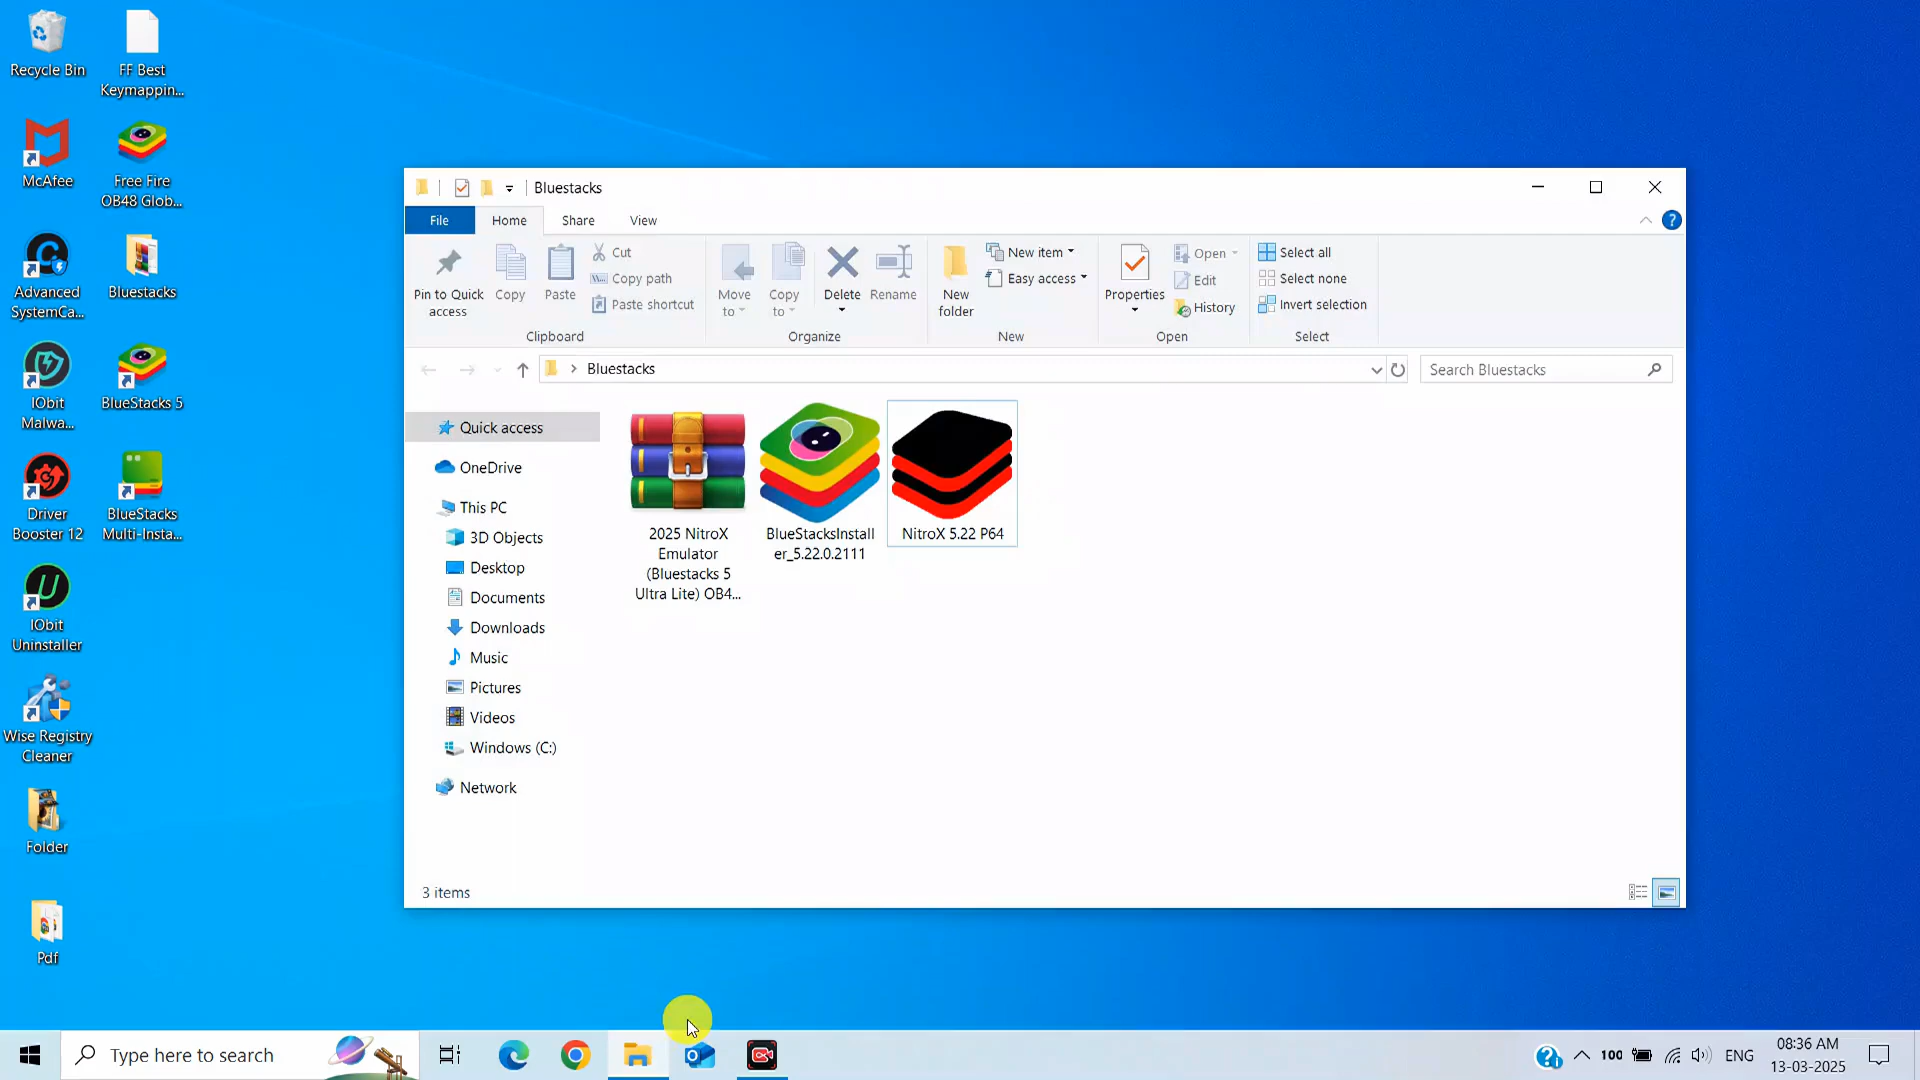 Recycle Bin
FF Best
Keymappin...
McAfee
Free Fire
OB48 Glob...
Advanced
SystemCa...
Bluestacks
IObit
Malwa...
BlueStacks 5
Driver
Booster 12
BlueStacks
Multi-Insta...
IObit
Uninstaller
Wise Registry
Cleaner
Folder
Pdf
Bluestacks
File Home Share View
Pin to Quick
access
Copy
Paste
Cut
Copy path
Paste shortcut
Clipboard
Move
to
Copy
to
Delete
Rename
Organize
New
folder
New item
Easy access
New
Properties
Open
Edit
History
Open
Select all
Select none
Invert selection
Select
Bluestacks
Search Bluestacks
Quick access
OneDrive
This PC
3D Objects
Desktop
Documents
Downloads
Music
Pictures
Videos
Windows (C:)
Network
2025 NitroX
Emulator
(Bluestacks 5
Ultra Lite) OB4...
BlueStacksInstall
er_5.22.0.2111
NitroX 5.22 P64
3 items
Type here to search
100
ENG
08:36 AM
13-03-2025